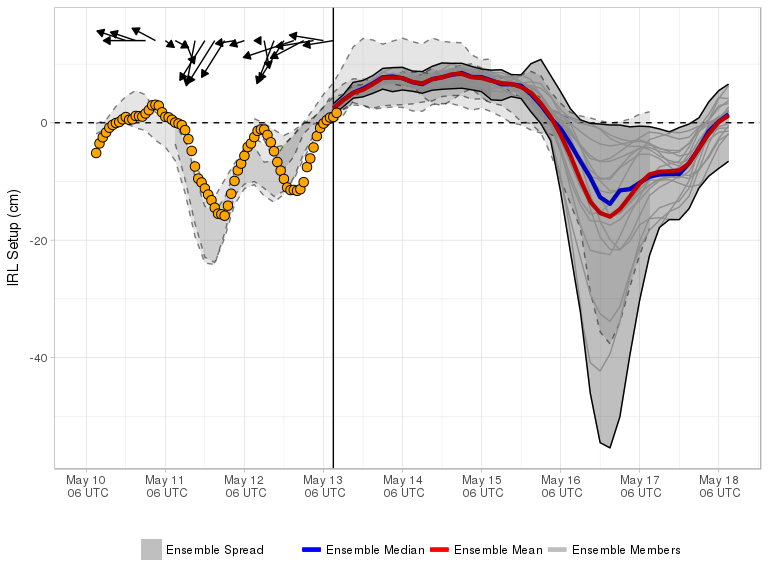 IRL Setup (cm)
0
-20
-40
May 10
06 UTC
May 11
06 UTC
May 12
06 UTC
May 13
06 UTC
May 14
06 UTC
May 15
06 UTC
May 16
06 UTC
May 17
06 UTC
May 18
06 UTC
Ensemble Spread
Ensemble Median
Ensemble Mean
Ensemble Members